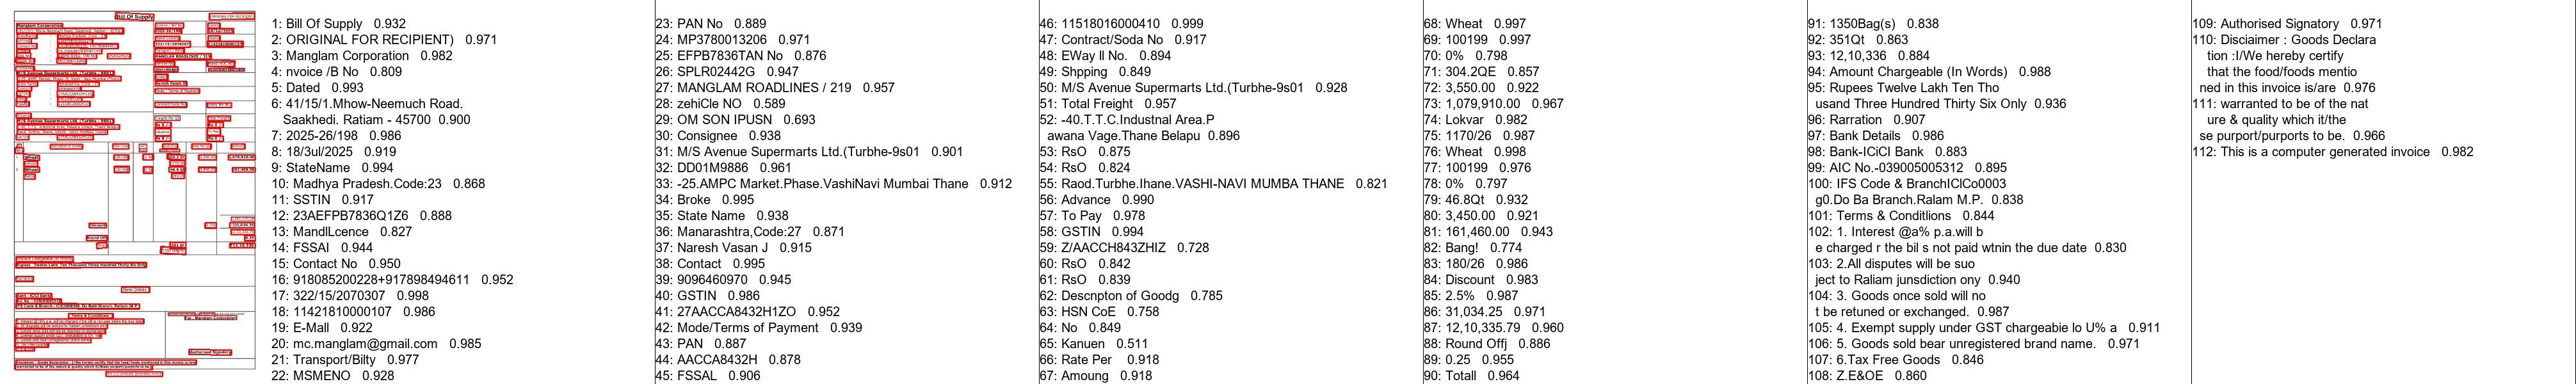 Bill Of Supply
1: Bill Of Supply 0.932
2: ORIGINAL FOR RECIPIENT) 0.971
3: Manglam Corporation 0.982
4: nvoice /B No 0.809
5: Dated 0.993
6: 41/15/1.Mhow-Neemuch Road.
Saakhedi. Ratiam - 45700 0.900
7: 2025-26/198 0.986
8: 18/3ul/2025 0.919
9: StateName 0.994
10: Madhya Pradesh.Code:23 0.868
11: SSTIN 0.917
12: 23AEFPB7836Q1Z6 0.888
13: MandlLcence 0.827
14: FSSAI 0.944
15: Contact No 0.950
16: 918085200228+917898494611 0.952
17: 322/15/2070307 0.998
18: 11421810000107 0.986
19: E-Mall 0.922
20: mc.manglam@gmail.com 0.985
21: Transport/Bilty 0.977
22: MSMENO 0.928
23: PAN No 0.889
24: MP3780013206 0.971
25: EFPB7836TAN No 0.876
26: SPLR02442G 0.947
27: MANGLAM ROADLINES / 219 0.957
28: zehiCle NO 0.589
29: OM SON IPUSN 0.693
30: Consignee 0.938
31: M/S Avenue Supermarts Ltd.(Turbhe-9s01 0.901
32: DD01M9886 0.961
33: -25.AMPC Market.Phase.VashiNavi Mumbai Thane 0.912
34: Broke 0.995
35: State Name 0.938
36: Manarashtra,Code:27 0.871
37: Naresh Vasan J 0.915
38: Contact 0.995
39: 9096460970 0.945
40: GSTIN 0.986
41: 27AACCA8432H1ZO 0.952
42: Mode/Terms of Payment 0.939
43: PAN 0.887
44: AACCA8432H 0.878
45: FSSAL 0.906
46: 11518016000410 0.999
47: Contract/Soda No 0.917
48: EWay ll No. 0.894
49: Shpping 0.849
50: M/S Avenue Supermarts Ltd.(Turbhe-9s01 0.928
51: Total Freight 0.957
52: -40.T.T.C.Industnal Area.P
awana Vage.Thane Belapu 0.896
53: RsO 0.875
54: RsO 0.824
55: Raod.Turbhe.Ihane.VASHI-NAVI MUMBA THANE 0.821
56: Advance 0.990
57: To Pay 0.978
58: GSTIN 0.994
59: Z/AACCH843ZHIZ 0.728
60: RsO 0.842
61: RsO 0.839
62: Descnpton of Goodg 0.785
63: HSN CoE 0.758
64: No 0.849
65: Kanuen 0.511
66: Rate Per 0.918
67: Amoung 0.918
68: Wheat 0.997
69: 100199 0.997
70: 0% 0.798
71: 304.2QE 0.857
72: 3,550.00 0.922
73: 1,079,910.00 0.967
74: Lokvar 0.982
75: 1170/26 0.987
76: Wheat 0.998
77: 100199 0.976
78: 0% 0.797
79: 46.8Qt 0.932
80: 3,450.00 0.921
81: 161,460.00 0.943
82: Bang! 0.774
83: 180/26 0.986
84: Discount 0.983
85: 2.5% 0.987
86: 31,034.25 0.971
87: 12,10,335.79 0.960
88: Round Offj 0.886
89: 0.25 0.955
90: Totall 0.964
91: 1350Bag(s) 0.838
92: 351Qt 0.863
93: 12,10,336 0.884
94: Amount Chargeable (In Words) 0.988
95: Rupees Twelve Lakh Ten Tho
usand Three Hundred Thirty Six Only 0.936
96: Rarration 0.907
97: Bank Details 0.986
98: Bank-ICiCI Bank 0.883
99: AIC No.-039005005312 0.895
100: IFS Code & BranchIClCo0003
g0.Do Ba Branch.Ralam M.P. 0.838
101: Terms & Conditlions 0.844
102: 1. Interest @a% p.a.will b
e charged r the bil s not paid wtnin the due date 0.830
103: 2.All disputes will be suo
ject to Raliam junsdiction ony 0.940
104: 3. Goods once sold will no
t be retuned or exchanged. 0.987
105: 4. Exempt supply under GST chargeabie lo U% a 0.911
106: 5. Goods sold bear unregistered brand name. 0.971
107: 6.Tax Free Goods 0.846
108: Z.E&OE 0.860
109: Authorised Signatory 0.971
110: Disclaimer : Goods Declara
tion :I/We hereby certify
that the food/foods mentio
ned in this invoice is/are 0.976
111: warranted to be of the nat
ure & quality which it/the
se purport/purports to be. 0.966
112: This is a computer generated invoice 0.982